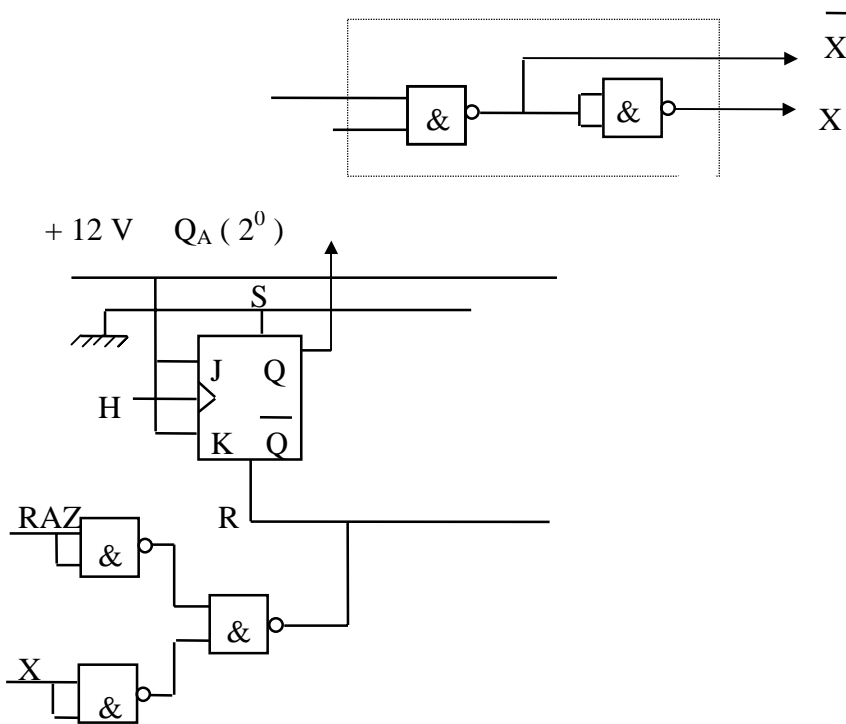 X̅
& &
X
+ 12 V Q_A ( 2^0 )
S
J Q
H
K Q̅
RAZ R
&
&
X
&